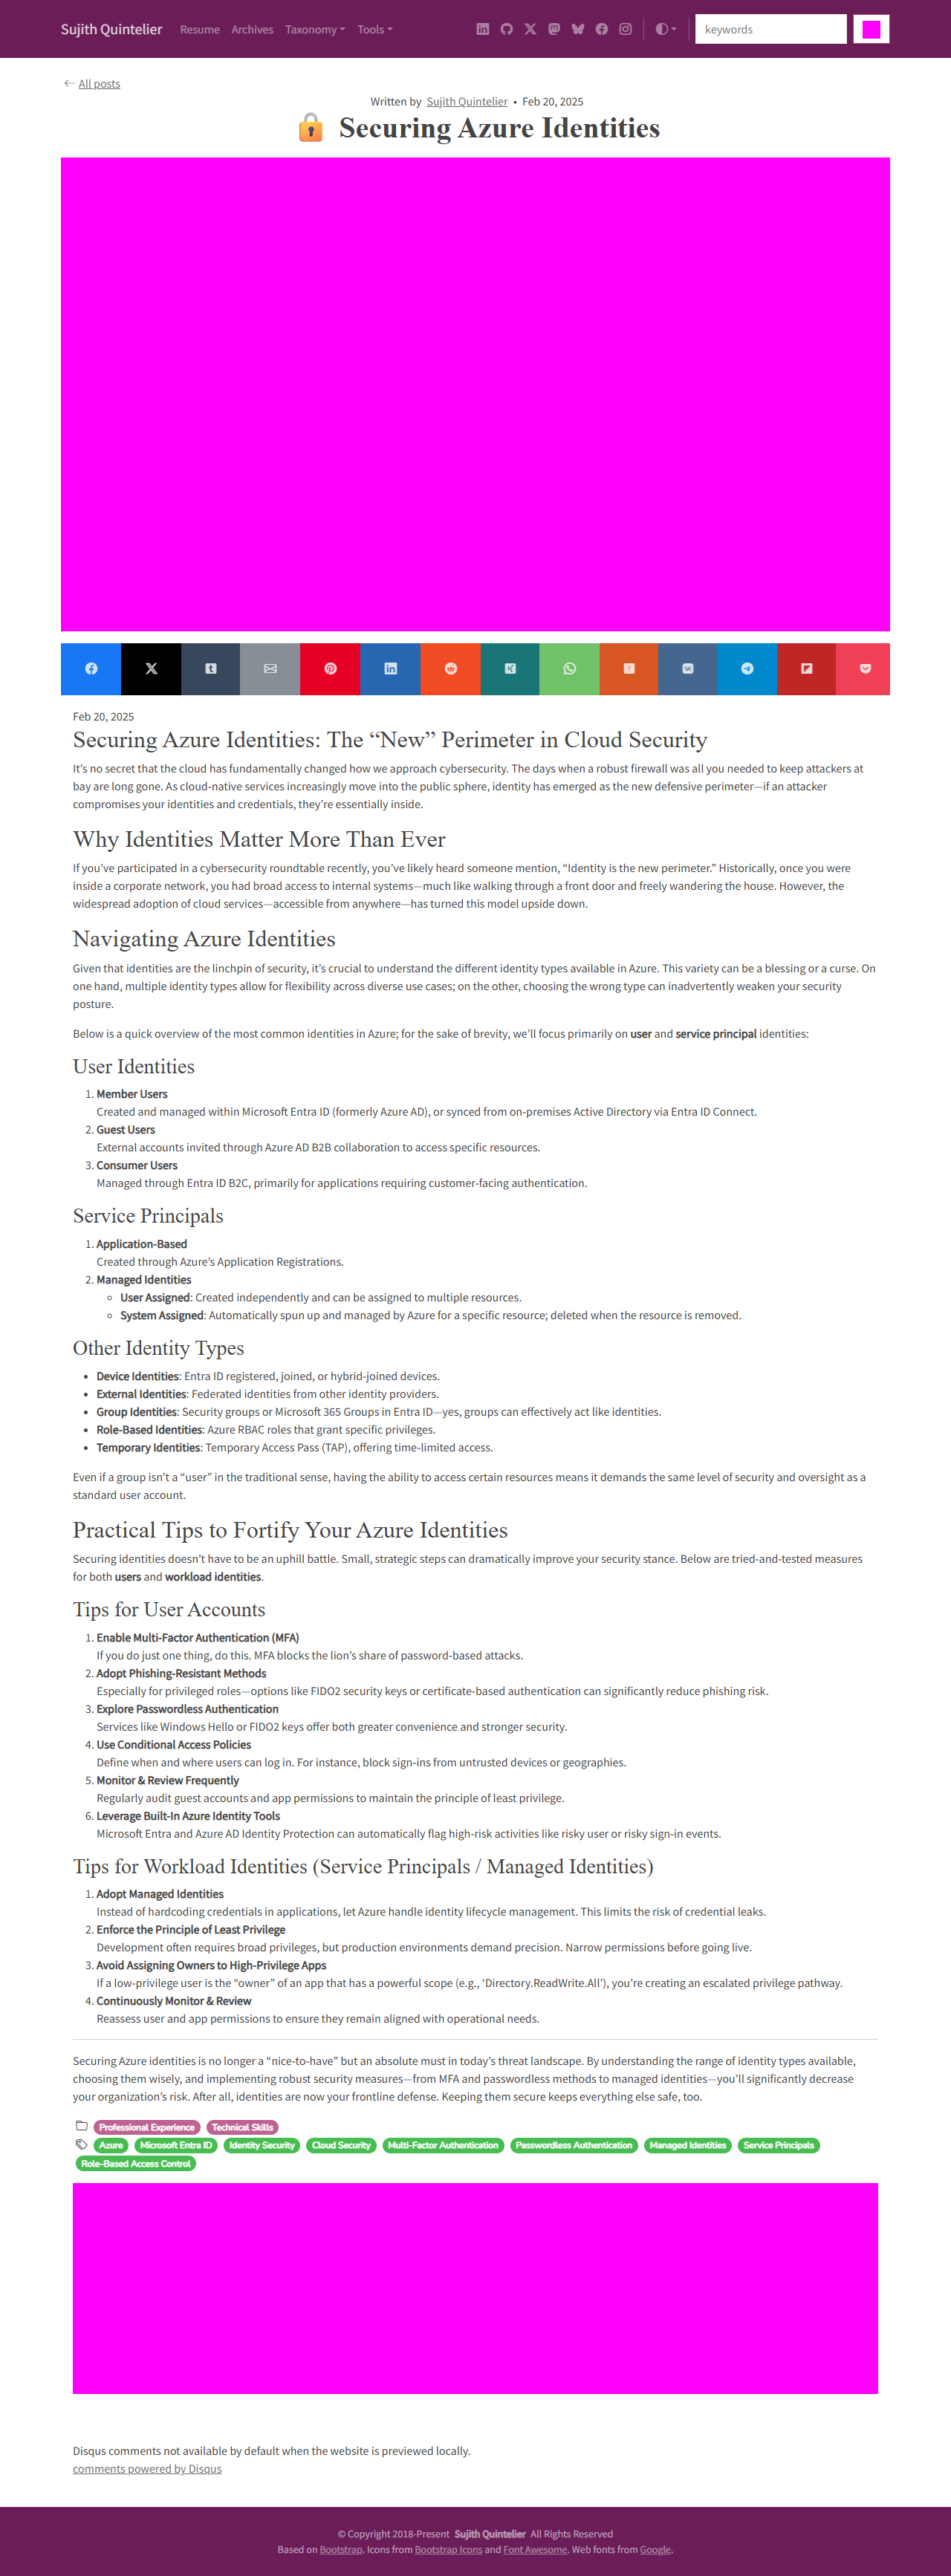 Sujith Quintelier Resume Archives Taxonomy Tools keywords
All posts
Written by Sujith Quintelier • Feb 20, 2025
🔒 Securing Azure Identities
Feb 20, 2025
Securing Azure Identities: The “New” Perimeter in Cloud Security
It’s no secret that the cloud has fundamentally changed how we approach cybersecurity. The days when a robust firewall was all you needed to keep attackers at
bay are long gone. As cloud-native services increasingly move into the public sphere, identity has emerged as the new defensive perimeter—if an attacker
compromises your identities and credentials, they’re essentially inside.
Why Identities Matter More Than Ever
If you’ve participated in a cybersecurity roundtable recently, you’ve likely heard someone mention, “Identity is the new perimeter.” Historically, once you were
inside a corporate network, you had broad access to internal systems—much like walking through a front door and freely wandering the house. However, the
widespread adoption of cloud services—accessible from anywhere—has turned this model upside down.
Navigating Azure Identities
Given that identities are the linchpin of security, it’s crucial to understand the different identity types available in Azure. This variety can be a blessing or a curse. On
one hand, multiple identity types allow for flexibility across diverse use cases; on the other, choosing the wrong type can inadvertently weaken your security
posture.
Below is a quick overview of the most common identities in Azure; for the sake of brevity, we’ll focus primarily on user and service principal identities:
User Identities
1. Member Users
Created and managed within Microsoft Entra ID (formerly Azure AD), or synced from on-premises Active Directory via Entra ID Connect.
2. Guest Users
External accounts invited through Azure AD B2B collaboration to access specific resources.
3. Consumer Users
Managed through Entra ID B2C, primarily for applications requiring customer-facing authentication.
Service Principals
1. Application-Based
Created through Azure’s Application Registrations.
2. Managed Identities
◦ User Assigned: Created independently and can be assigned to multiple resources.
◦ System Assigned: Automatically spun up and managed by Azure for a specific resource; deleted when the resource is removed.
Other Identity Types
• Device Identities: Entra ID registered, joined, or hybrid-joined devices.
• External Identities: Federated identities from other identity providers.
• Group Identities: Security groups or Microsoft 365 Groups in Entra ID—yes, groups can effectively act like identities.
• Role-Based Identities: Azure RBAC roles that grant specific privileges.
• Temporary Identities: Temporary Access Pass (TAP), offering time-limited access.
Even if a group isn’t a “user” in the traditional sense, having the ability to access certain resources means it demands the same level of security and oversight as a
standard user account.
Practical Tips to Fortify Your Azure Identities
Securing identities doesn’t have to be an uphill battle. Small, strategic steps can dramatically improve your security stance. Below are tried-and-tested measures
for both users and workload identities.
Tips for User Accounts
1. Enable Multi-Factor Authentication (MFA)
If you do just one thing, do this. MFA blocks the lion’s share of password-based attacks.
2. Adopt Phishing-Resistant Methods
Especially for privileged roles—options like FIDO2 security keys or certificate-based authentication can significantly reduce phishing risk.
3. Explore Passwordless Authentication
Services like Windows Hello or FIDO2 keys offer both greater convenience and stronger security.
4. Use Conditional Access Policies
Define when and where users can log in. For instance, block sign-ins from untrusted devices or geographies.
5. Monitor & Review Frequently
Regularly audit guest accounts and app permissions to maintain the principle of least privilege.
6. Leverage Built-In Azure Identity Tools
Microsoft Entra and Azure AD Identity Protection can automatically flag high-risk activities like risky user or risky sign-in events.
Tips for Workload Identities (Service Principals / Managed Identities)
1. Adopt Managed Identities
Instead of hardcoding credentials in applications, let Azure handle identity lifecycle management. This limits the risk of credential leaks.
2. Enforce the Principle of Least Privilege
Development often requires broad privileges, but production environments demand precision. Narrow permissions before going live.
3. Avoid Assigning Owners to High-Privilege Apps
If a low-privilege user is the “owner” of an app that has a powerful scope (e.g., ‘Directory.ReadWrite.All’), you’re creating an escalated privilege pathway.
4. Continuously Monitor & Review
Reassess user and app permissions to ensure they remain aligned with operational needs.
Securing Azure identities is no longer a “nice-to-have” but an absolute must in today’s threat landscape. By understanding the range of identity types available,
choosing them wisely, and implementing robust security measures—from MFA and passwordless methods to managed identities—you’ll significantly decrease
your organization’s risk. After all, identities are now your frontline defense. Keeping them secure keeps everything else safe, too.
Professional Experience Technical Skills
Azure Microsoft Entra ID Identity Security Cloud Security Multi-Factor Authentication Passwordless Authentication Managed Identities Service Principals
Role-Based Access Control
Disqus comments not available by default when the website is previewed locally.
comments powered by Disqus
© Copyright 2018-Present Sujith Quintelier All Rights Reserved
Based on Bootstrap. Icons from Bootstrap Icons and Font Awesome. Web fonts from Google.